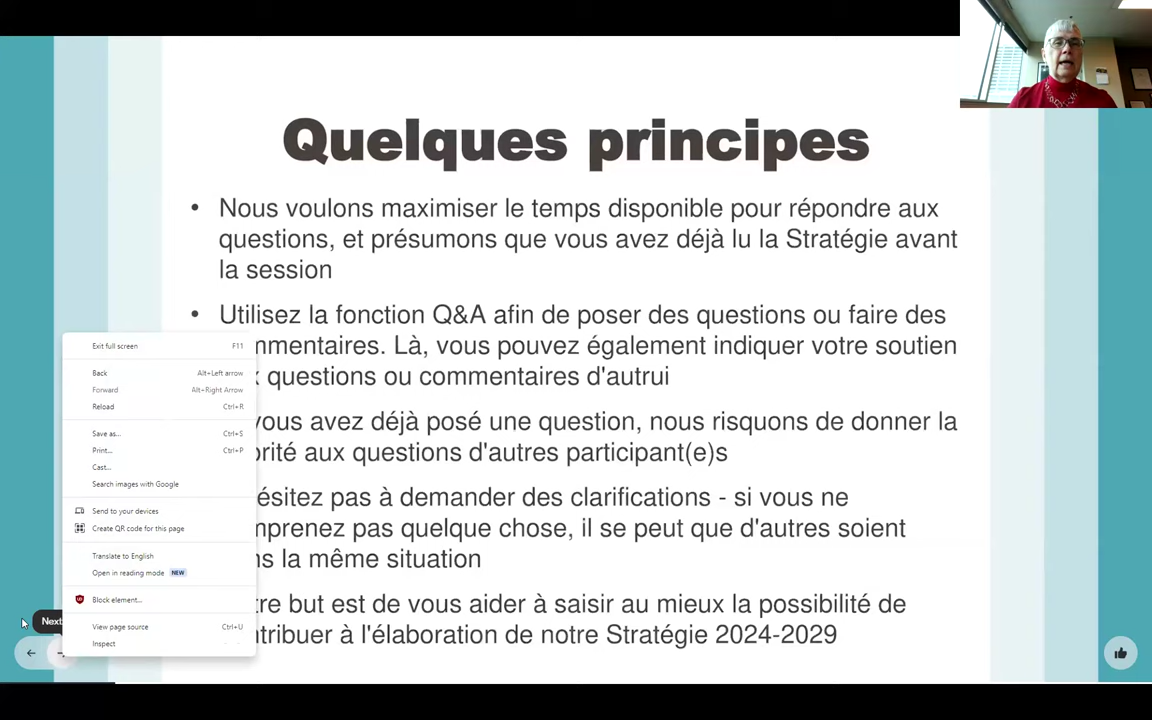 Quelques principes
• Nous voulons maximiser le temps disponible pour répondre aux
questions, et présumons que vous avez déjà lu la Stratégie avant
la session
• Utilisez la fonction Q&A afin de poser des questions ou faire des
mmentaires. Là, vous pouvez également indiquer votre soutien
questions ou commentaires d'autrui
vous avez déjà posé une question, nous risquons de donner la
orité aux questions d'autres participant(e)s
ésitez pas à demander des clarifications - si vous ne
mprenez pas quelque chose, il se peut que d'autres soient
ns la même situation
tre but est de vous aider à saisir au mieux la possibilité de
ntribuer à l'élaboration de notre Stratégie 2024-2029
Exit full screen F11
Back Alt+Left arrow
Forward Alt+Right Arrow
Reload Ctrl+R
Save as... Ctrl+S
Print... Ctrl+P
Cast...
Search images with Google
Send to your devices
Create QR code for this page
Translate to English
Open in reading mode NEW
Block element...
View page source Ctrl+U
Inspect
Next